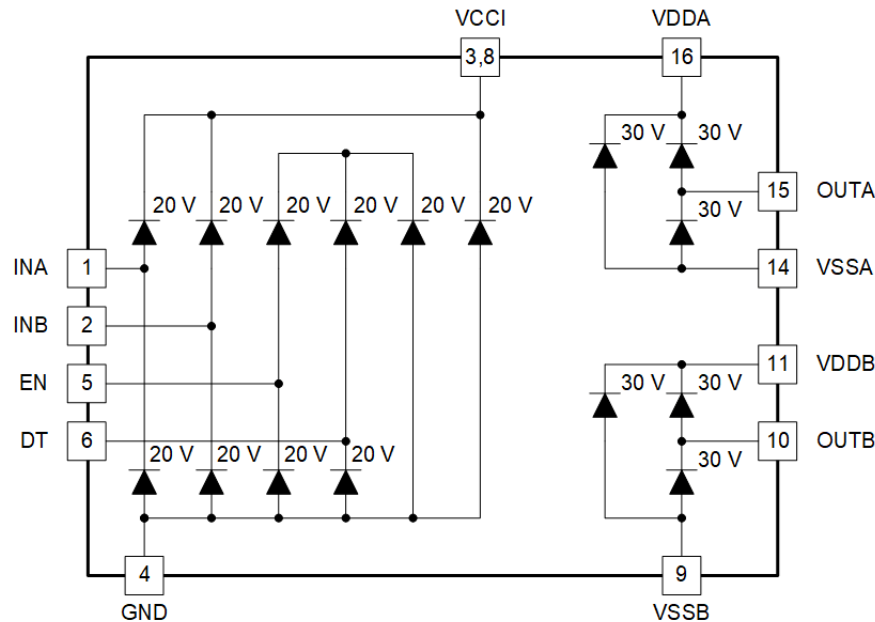 VCCI VDDA
3,8 16
30 V 30 V
20 V 20 V 20 V 20 V 20 V 20 V
15 OUTA
30 V
INA 1
14 VSSA
INB 2
EN 5
11 VDDB
30 V 30 V
DT 6
10 OUTB
20 V 20 V 20 V 20 V
30 V
4 9
GND VSSB